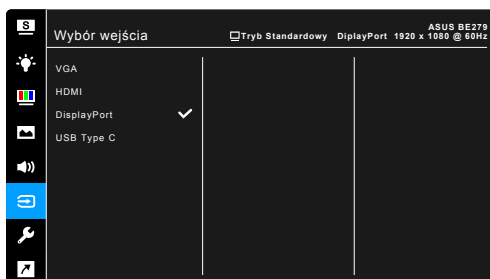 S
ASUS BE279
Wybór wejścia
Tryb Standardowy DiplayPort 1920 x 1080 @ 60Hz
VGA
HDMI
DisplayPort
USB Type C